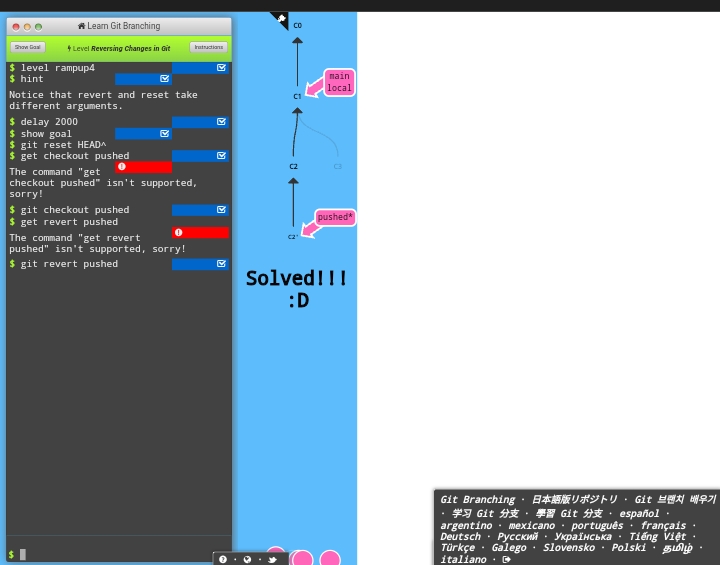 Learn Git Branching
Show Goal
Level Reversing Changes in Git
Instructions
$ level rampup4
$ hint
Notice that revert and reset take
different arguments.
$ delay 2000
$ show goal
$ git reset HEAD^
$ get checkout pushed
The command "get
checkout pushed" isn't supported,
sorry!
$ git checkout pushed
$ get revert pushed
The command "get revert
pushed" isn't supported, sorry!
$ git revert pushed
$
C0
main
local
C1
C2
C3
pushed*
C2'
Solved!!!
:D
Git Branching · 日本語版リポジトリ · Git 브랜치 배우기
· 学习 Git 分支 · 學習 Git 分支 · español ·
argentino · mexicano · português · français ·
Deutsch · Русский · Українська · Tiếng Việt ·
Türkçe · Galego · Slovensko · Polski · தமிழ் ·
italiano ·